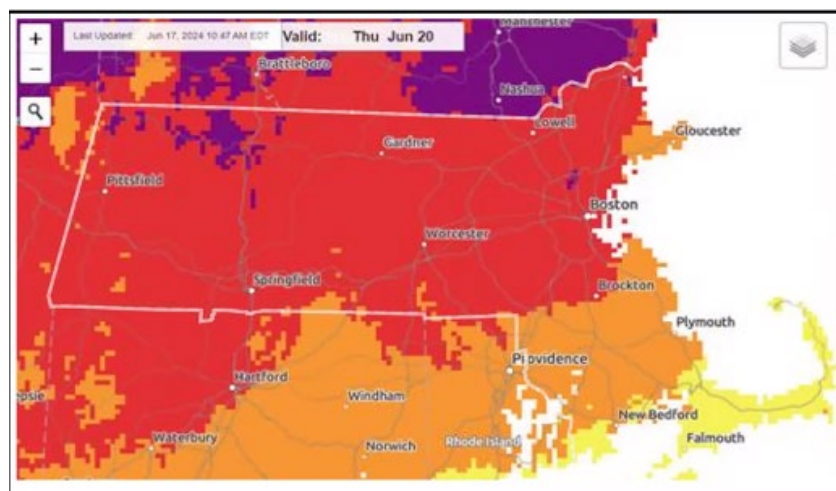 Manchester
+
Last Updated: Jun 17, 2024 10:47 AM EDT
Valid: Thu Jun 20
−
Brattleboro
Nashua
Lowell
Gloucester
Gardner
Pittsfield
Boston
Worcester
Springfield
Brockton
Plymouth
Providence
Hartford
epsie
Windham
New Bedford
Waterbury
Norwich
Rhode Island
Falmouth